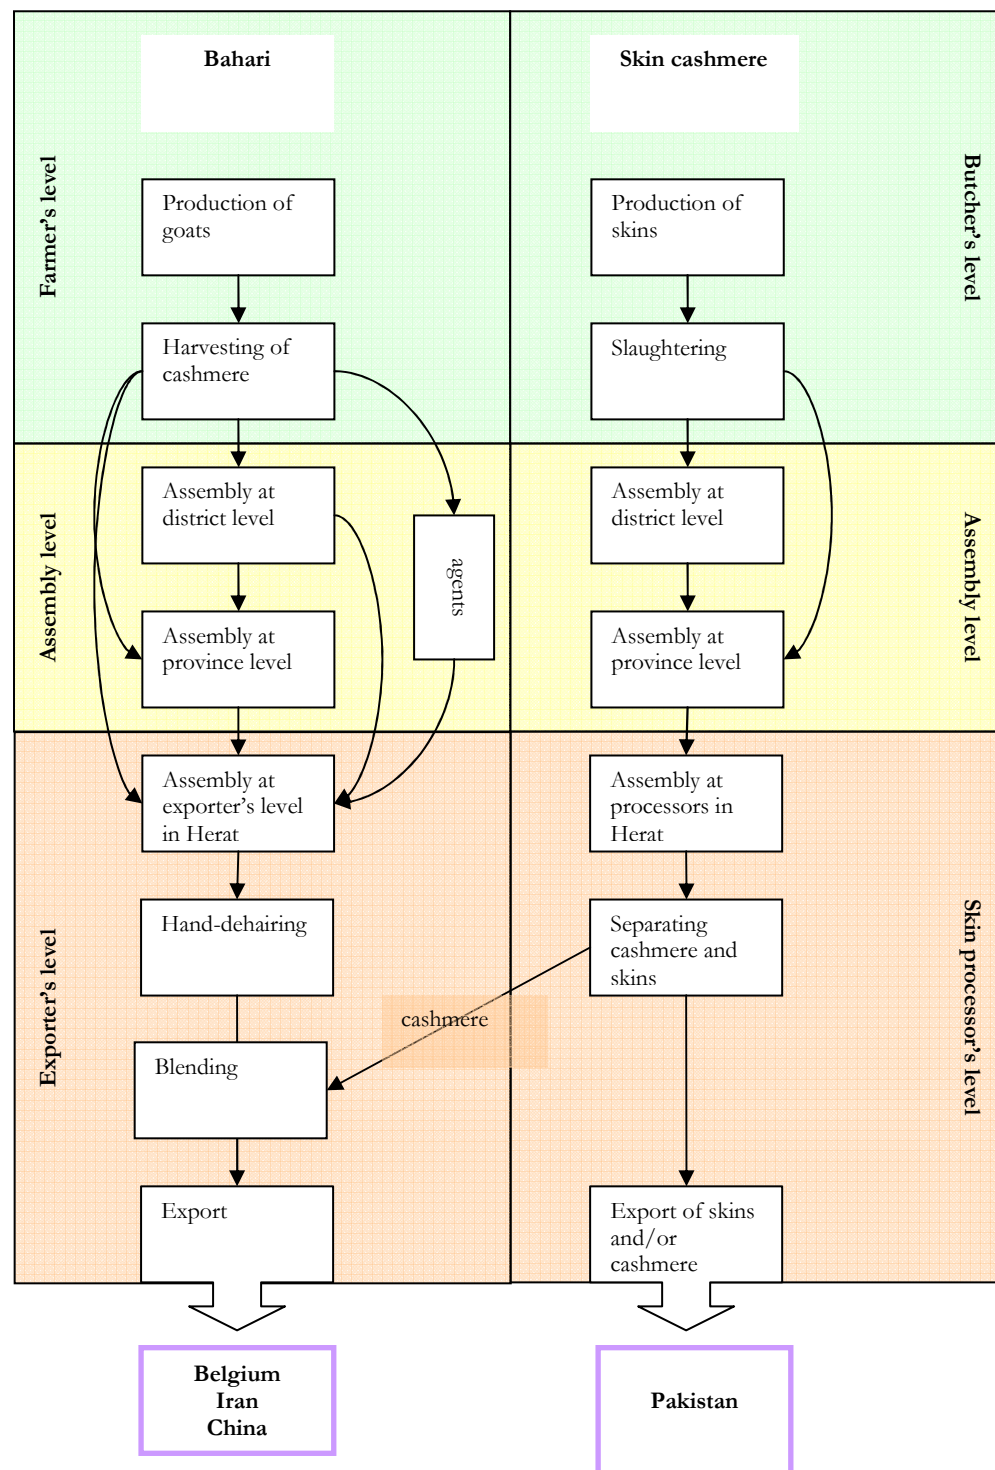 Bahari
Farmer's level
Production of
goats
Harvesting of
cashmere
Skin cashmere
Butcher's level
Production of
skins
Slaughtering
Assembly level
Assembly at
district level
agents
Assembly at
province level
Assembly level
Assembly at
district level
Assembly at
province level
Exporter's level
Assembly at
exporter's level
in Herat
Hand-dehairing
cashmere
Blending
Export
Skin processor's level
Assembly at
processors in
Herat
Separating
cashmere and
skins
Export of skins
and/or
cashmere
Belgium
Iran
China
Pakistan